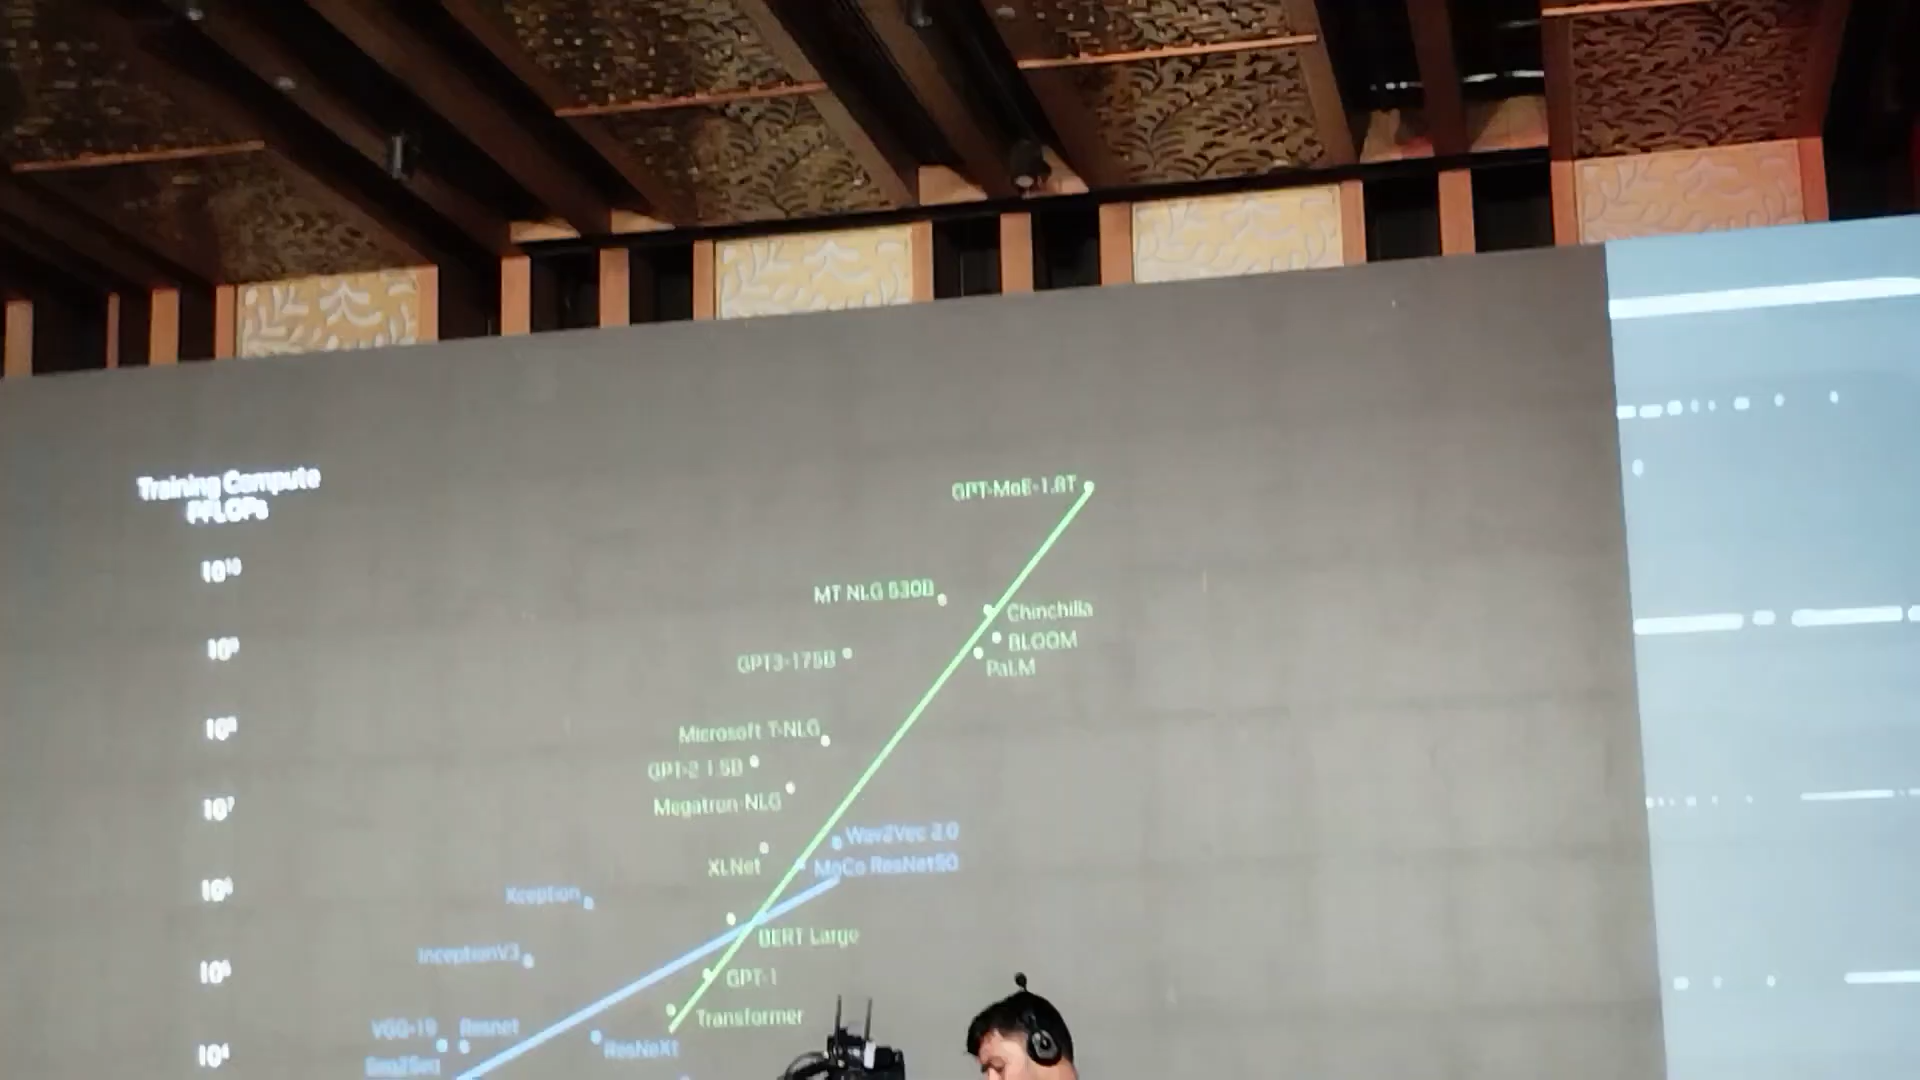 Training Compute
PFLOPs
10¹⁰
10⁹
10⁸
10⁷
10⁶
10⁵
10⁴
GPT-MoE-1.8T
MT NLG 530B
Chinchilla
BLOOM
PaLM
GPT3-175B
Microsoft T-NLG
GPT-2 1.5B
Megatron-NLG
Wav2Vec 2.0
MoCo ResNet50
XLNet
Xception
BERT Large
InceptionV3
GPT-1
Transformer
VGG-19
Resnet
ResNeXt
Seq2Seq